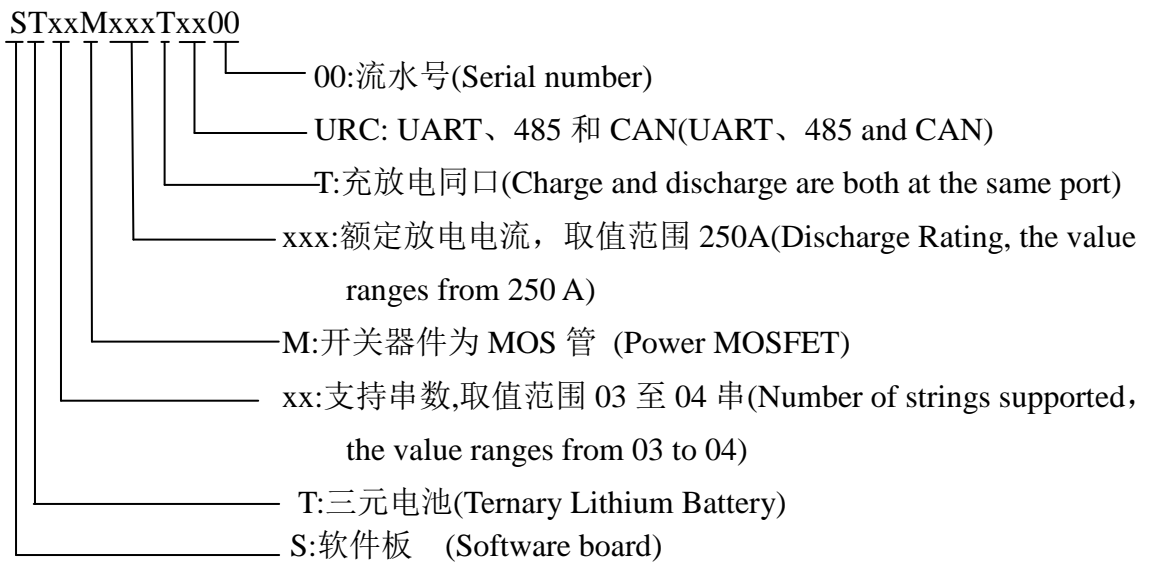 STxxMxxxTxx00
00:流水号(Serial number)
URC: UART、485 和 CAN(UART、485 and CAN)
T:充放电同口(Charge and discharge are both at the same port)
xxx:额定放电电流，取值范围 250A(Discharge Rating, the value
ranges from 250 A)
M:开关器件为 MOS 管 (Power MOSFET)
xx:支持串数,取值范围 03 至 04 串(Number of strings supported，
the value ranges from 03 to 04)
T:三元电池(Ternary Lithium Battery)
S:软件板 (Software board)